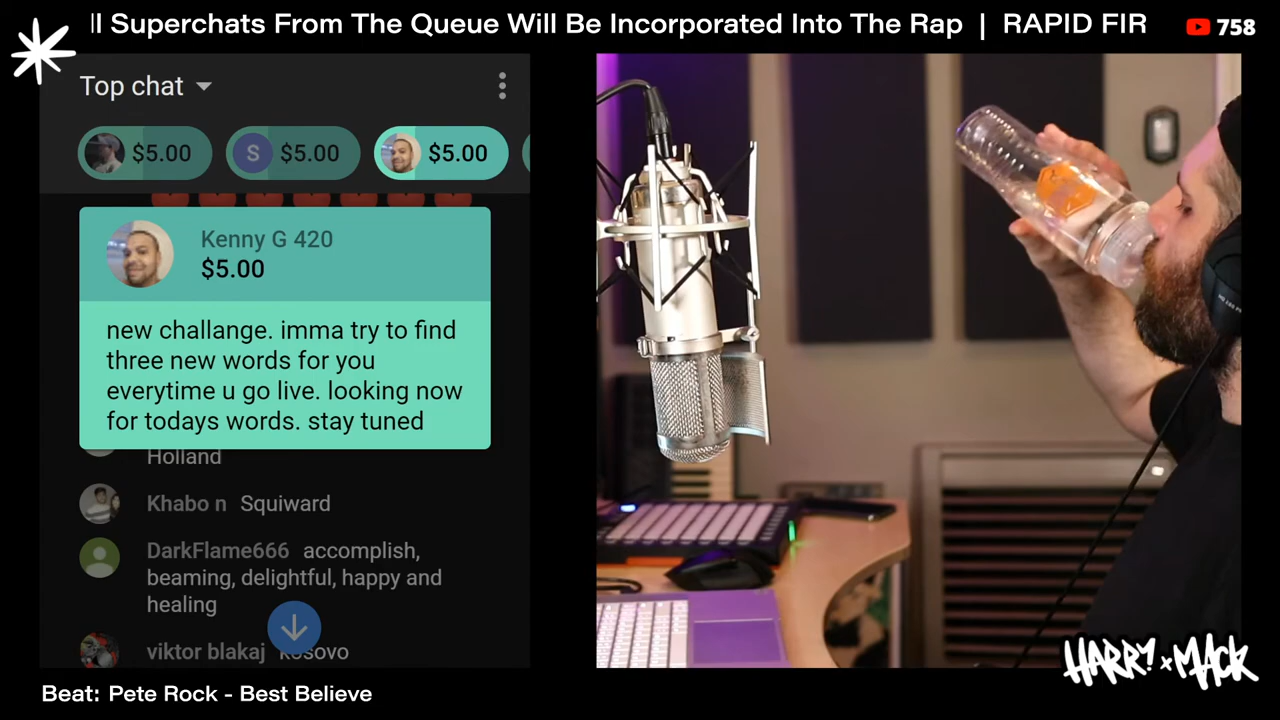 ll Superchats From The Queue Will Be Incorporated Into The Rap | RAPID FIR
758
Top chat
$5.00
S $5.00
$5.00
Kenny G 420
$5.00
new challange. imma try to find
three new words for you
everytime u go live. looking now
for todays words. stay tuned
Holland
Khabo n Squiward
DarkFlame666 accomplish,
beaming, delightful, happy and
healing
viktor blakaj kosovo
HARRY x MACK
Beat: Pete Rock - Best Believe